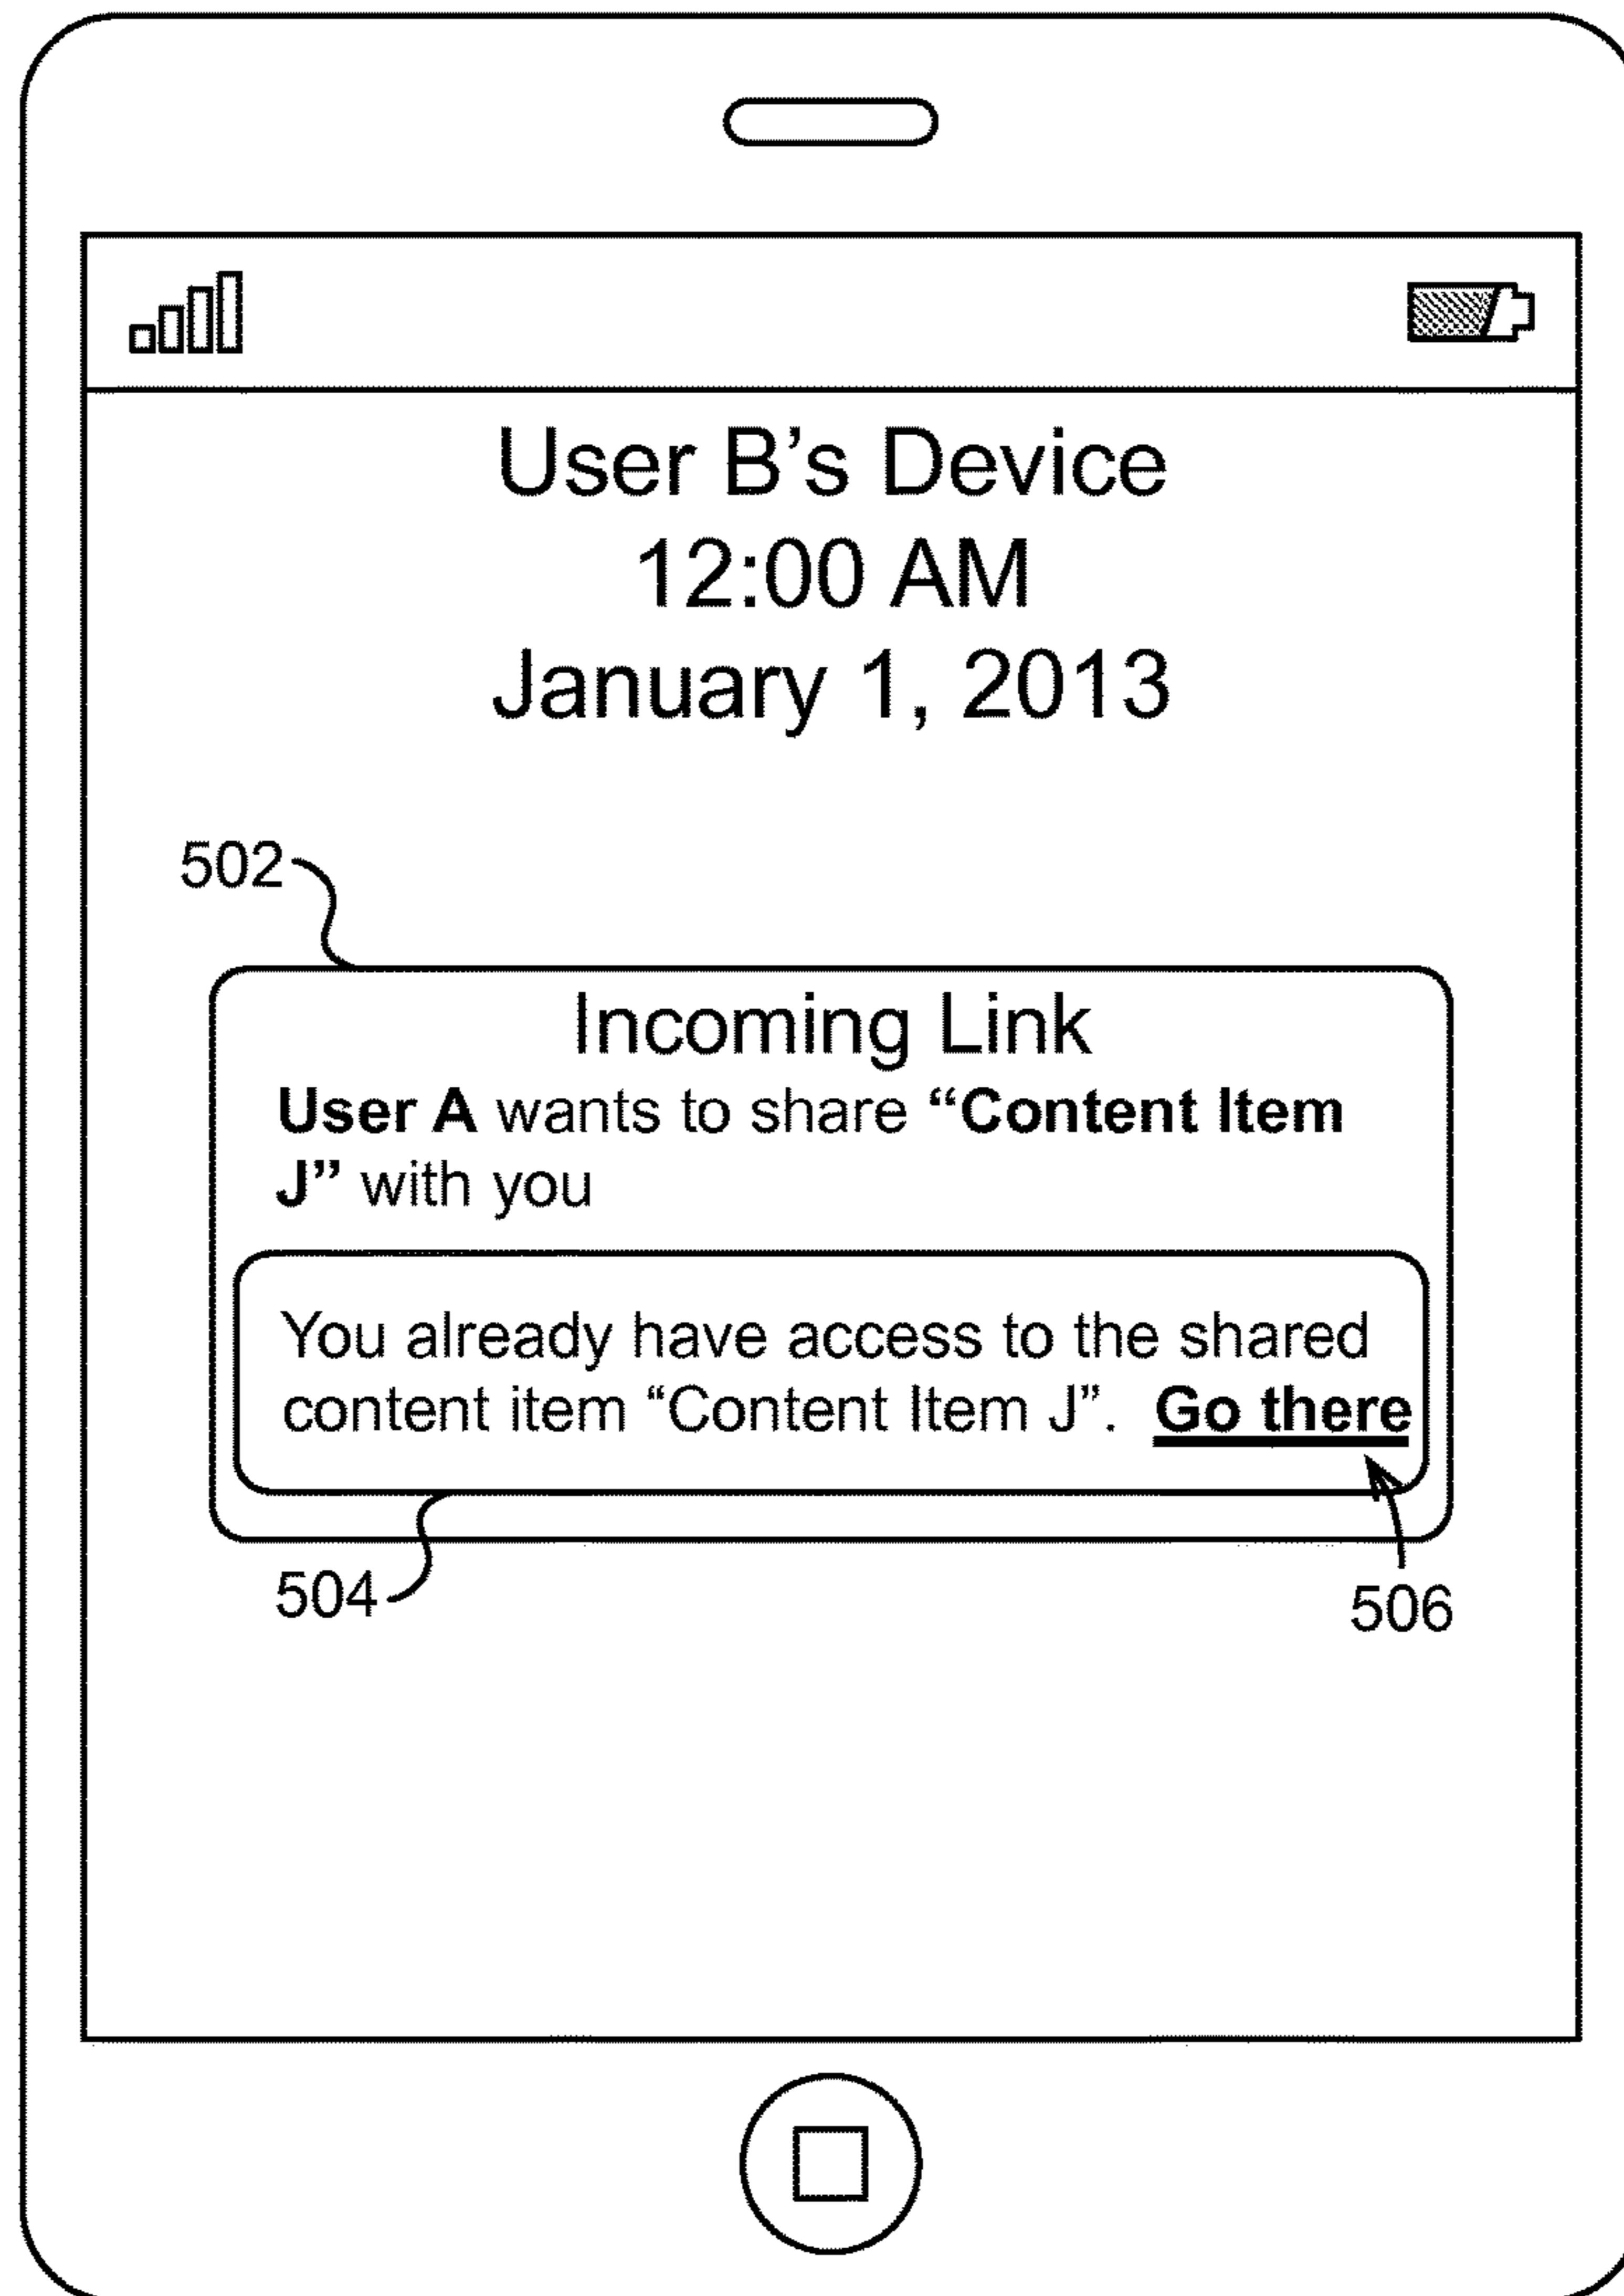 User B’s Device
12:00 AM
January 1, 2013
502
Incoming Link
User A wants to share “Content Item
J” with you
You already have access to the shared
content item “Content Item J”. Go there
504
506